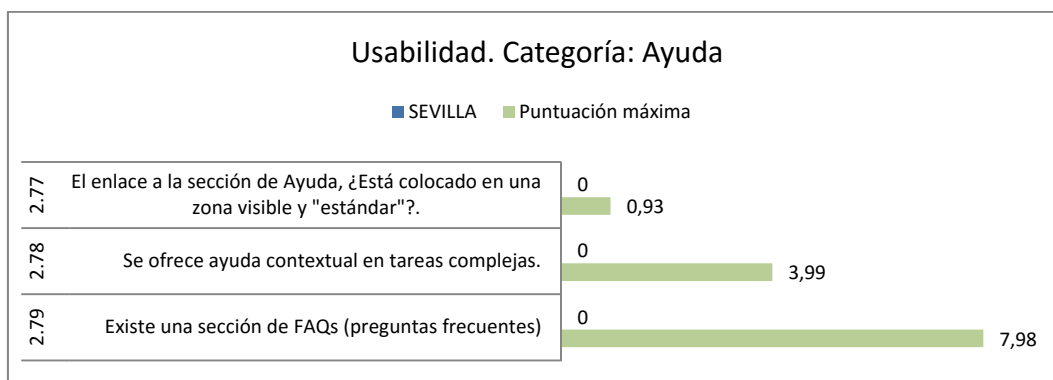 Usabilidad. Categoría: Ayuda
SEVILLA Puntuación máxima
2.77 El enlace a la sección de Ayuda, ¿Está colocado en una
zona visible y "estándar"?.
0
0,93
2.78 Se ofrece ayuda contextual en tareas complejas.
0
3,99
2.79 Existe una sección de FAQs (preguntas frecuentes)
0
7,98